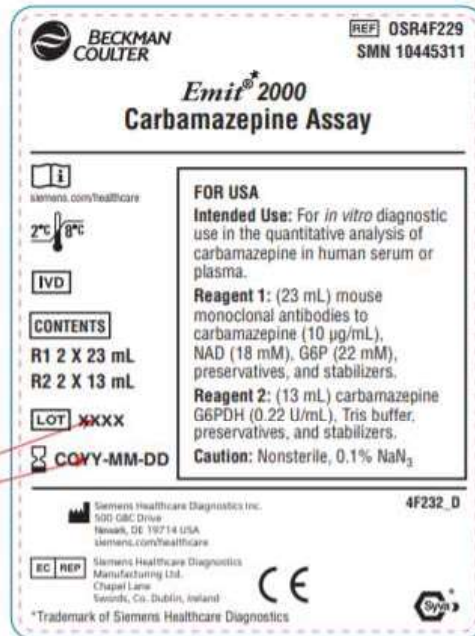 BECKMAN
COULTER
REF OSR4F229
SMN 10445311
Emit®* 2000
Carbamazepine Assay
siemens.com/healthcare
2°C 8°C
IVD
CONTENTS
R1 2 X 23 mL
R2 2 X 13 mL
LOT XXXX
CCYY-MM-DD
FOR USA
Intended Use: For in vitro diagnostic
use in the quantitative analysis of
carbamazepine in human serum or
plasma.
Reagent 1: (23 mL) mouse
monoclonal antibodies to
carbamazepine (10 µg/mL),
NAD (18 mM), G6P (22 mM),
preservatives, and stabilizers.
Reagent 2: (13 mL) carbamazepine
G6PDH (0.22 U/mL), Tris buffer,
preservatives, and stabilizers.
Caution: Nonsterile, 0.1% NaN₃
Siemens Healthcare Diagnostics Inc.
500 GBC Drive
Newark, DE 19714 USA
siemens.com/healthcare
4F232_D
EC REP
Siemens Healthcare Diagnostics
Manufacturing Ltd.
Chapel Lane
Swords, Co. Dublin, Ireland
CE
Syva*
*Trademark of Siemens Healthcare Diagnostics